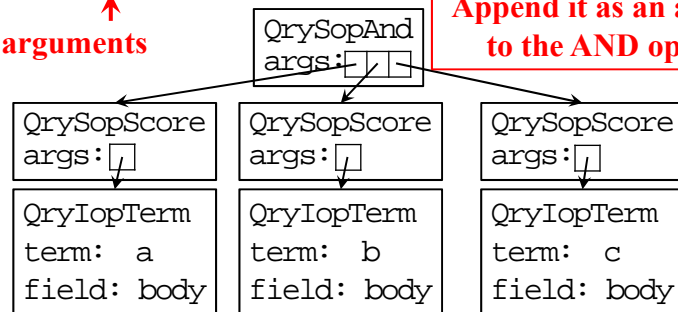 Append it as an a
arguments
to the AND op
QrySopAnd
args:
QrySopScore
args:
QrySopScore
args:
QrySopScore
args:
QryIopTerm
term: a
field: body
QryIopTerm
term: b
field: body
QryIopTerm
term: c
field: body